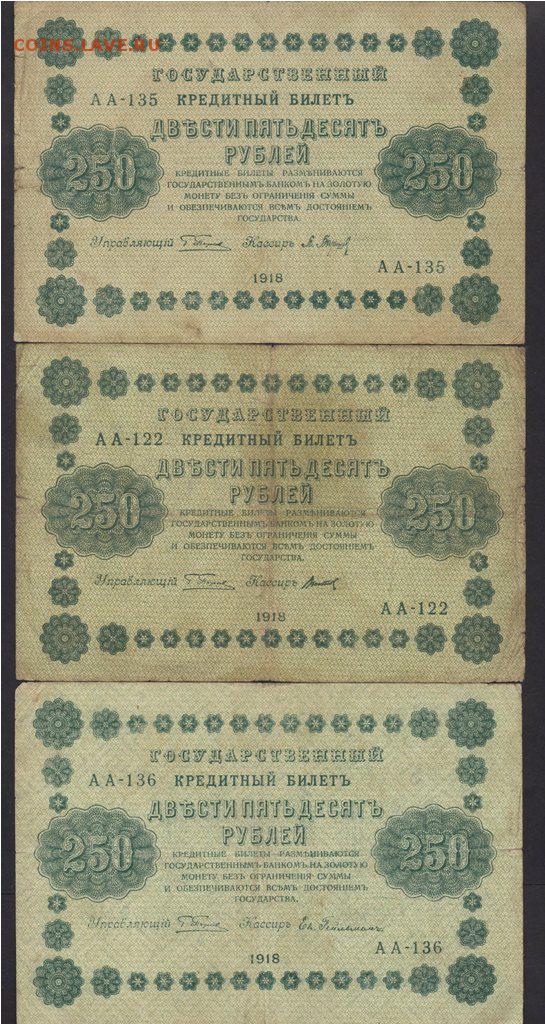 COINS.LAVE.RU
ГОСУДАРСТВЕННЫЙ
АА-135 КРЕДИТНЫЙ БИЛЕТЪ
ДВѢСТИ ПЯТЬДЕСЯТЪ
РУБЛЕЙ
250 250
КРЕДИТНЫЕ БИЛЕТЫ РАЗМѢНИВАЮТСЯ
ГОСУДАРСТВЕННЫМЪ БАНКОМЪ НА ЗОЛОТУЮ
МОНЕТУ БЕЗЪ ОГРАНИЧЕНІЯ СУММЫ
И ОБЕЗПЕЧИВАЮТСЯ ВСѢМЪ ДОСТОЯНІЕМЪ
ГОСУДАРСТВА.
Управляющій Кассиръ
АА-135
1918
ГОСУДАРСТВЕННЫЙ
АА-122 КРЕДИТНЫЙ БИЛЕТЪ
ДВѢСТИ ПЯТЬДЕСЯТЪ
РУБЛЕЙ
250 250
КРЕДИТНЫЕ БИЛЕТЫ РАЗМѢНИВАЮТСЯ
ГОСУДАРСТВЕННЫМЪ БАНКОМЪ НА ЗОЛОТУЮ
МОНЕТУ БЕЗЪ ОГРАНИЧЕНІЯ СУММЫ
И ОБЕЗПЕЧИВАЮТСЯ ВСѢМЪ ДОСТОЯНІЕМЪ
ГОСУДАРСТВА.
Управляющій Кассиръ
АА-122
1918
ГОСУДАРСТВЕННЫЙ
АА-136 КРЕДИТНЫЙ БИЛЕТЪ
ДВѢСТИ ПЯТЬДЕСЯТЪ
РУБЛЕЙ
250 250
КРЕДИТНЫЕ БИЛЕТЫ РАЗМѢНИВАЮТСЯ
ГОСУДАРСТВЕННЫМЪ БАНКОМЪ НА ЗОЛОТУЮ
МОНЕТУ БЕЗЪ ОГРАНИЧЕНІЯ СУММЫ
И ОБЕЗПЕЧИВАЮТСЯ ВСѢМЪ ДОСТОЯНІЕМЪ
ГОСУДАРСТВА.
Управляющій Кассиръ
АА-136
1918